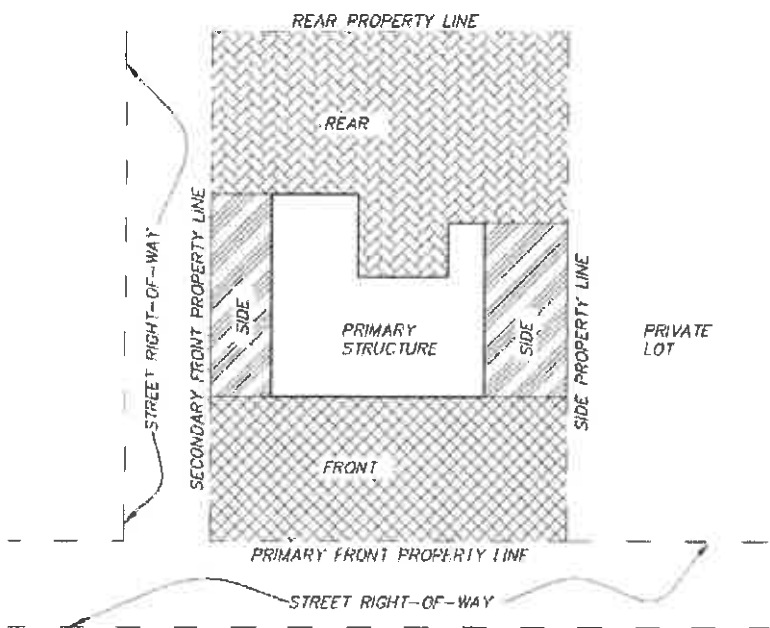 REAR PROPERTY LINE
REAR
STREET RIGHT-OF-WAY
SECONDARY FRONT PROPERTY LINE
SIDE
PRIMARY
STRUCTURE
SIDE
SIDE PROPERTY LINE
PRIVATE
LOT
FRONT
PRIMARY FRONT PROPERTY LINE
STREET RIGHT-OF-WAY